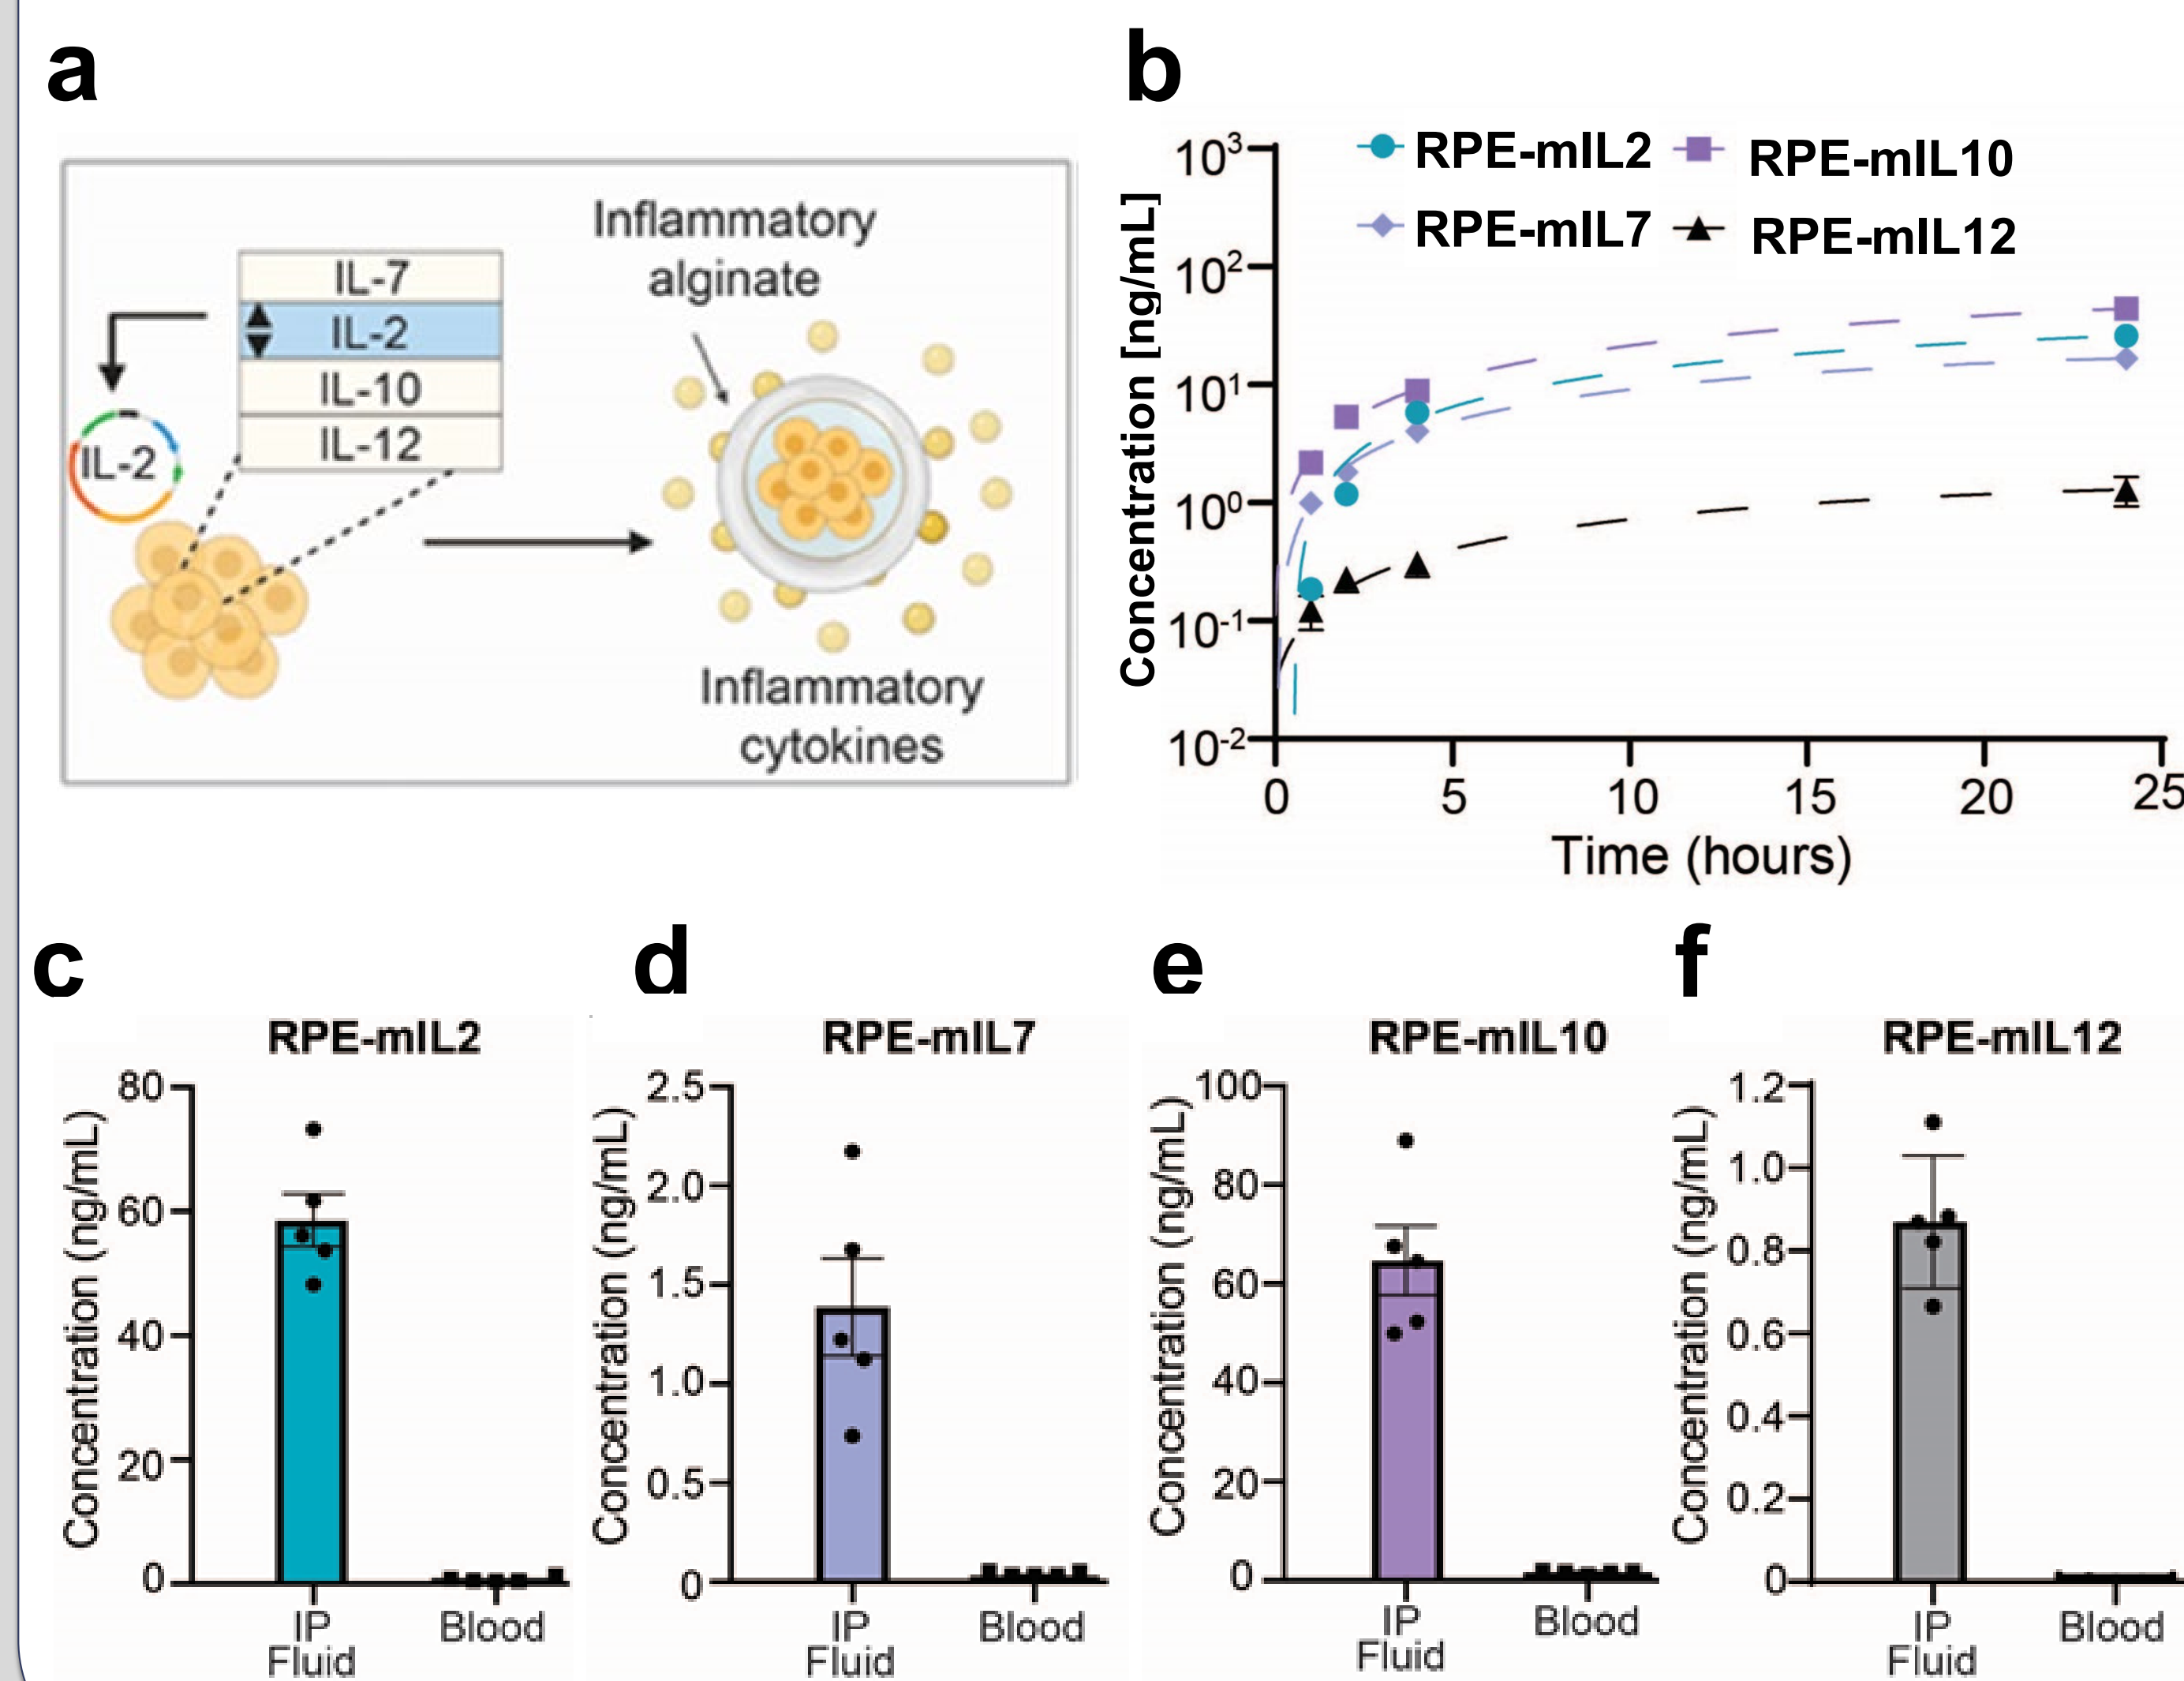 a
IL-7
IL-2
IL-10
IL-12
IL-2
Inflammatory
alginate
Inflammatory
cytokines
b
RPE-mIL2
RPE-mIL10
RPE-mIL7
RPE-mIL12
Concentration [ng/mL]
10³
10²
10¹
10⁰
10⁻¹
10⁻²
0 5 10 15 20 25
Time (hours)
c
RPE-mIL2
Concentration (ng/mL)
80
60
40
20
0
IP
Fluid
Blood
d
RPE-mIL7
Concentration (ng/mL)
2.5
2.0
1.5
1.0
0.5
0
IP
Fluid
Blood
e
RPE-mIL10
Concentration (ng/mL)
100
80
60
40
20
0
IP
Fluid
Blood
f
RPE-mIL12
Concentration (ng/mL)
1.2
1.0
0.8
0.6
0.4
0.2
0
IP
Fluid
Blood